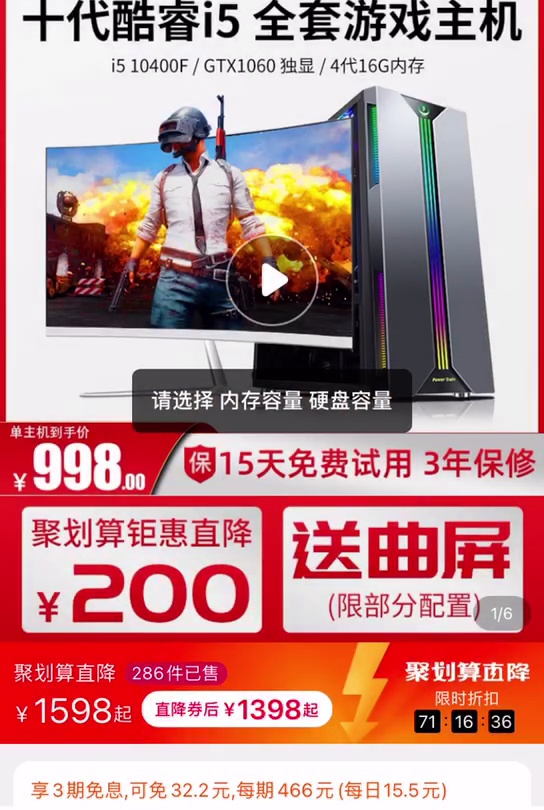 十代酷睿i5 全套游戏主机
i5 10400F / GTX1060 独显 / 4代16G内存
请选择 内存容量 硬盘容量
单主机到手价
¥998.00
保 15天免费试用 3年保修
聚划算钜惠直降
¥200
送曲屏
(限部分配置)
1/6
聚划算直降 286件已售
¥1598起 直降券后¥1398起
聚划算直降
限时折扣
71:16:36
享3期免息,可免32.2元,每期466元(每日15.5元)